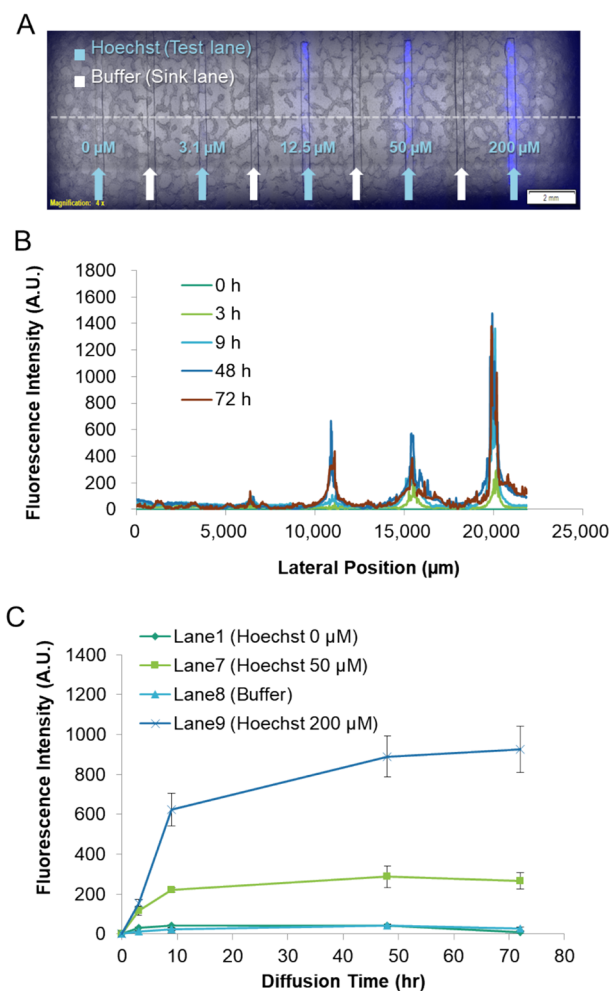 A
Hoechst (Test lane)
Buffer (Sink lane)
0 µM 3.1 µM 12.5 µM 50 µM 200 µM
Magnification: 4 x
2 mm
B
Fluorescence Intensity (A.U.)
1800
1600
1400
1200
1000
800
600
400
200
0
0 h
3 h
9 h
48 h
72 h
0 5,000 10,000 15,000 20,000 25,000
Lateral Position (µm)
C
Lane1 (Hoechst 0 µM)
Lane7 (Hoechst 50 µM)
Lane8 (Buffer)
Lane9 (Hoechst 200 µM)
Fluorescence Intensity (A.U.)
1400
1200
1000
800
600
400
200
0
0 10 20 30 40 50 60 70 80
Diffusion Time (hr)